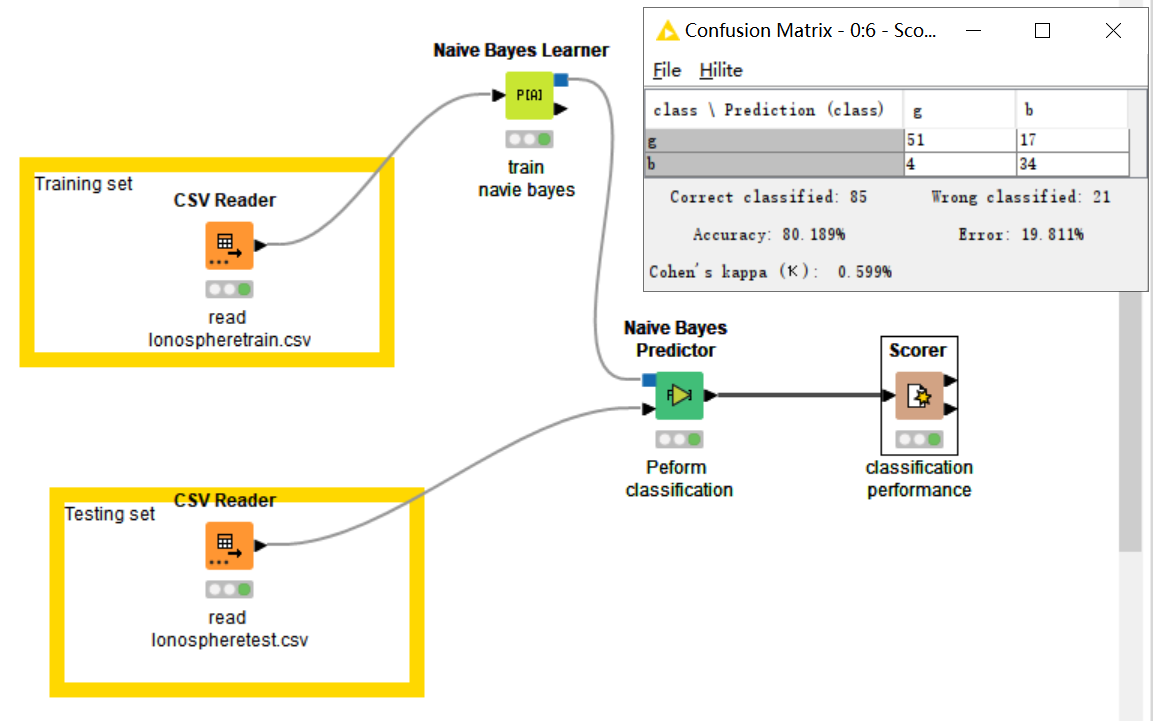 Naive Bayes Learner
P[A]
train
navie bayes
Training set
CSV Reader
read
Ionospheretrain.csv
Confusion Matrix - 0:6 - Sco...
File Hilite
class \ Prediction (class) g b
g 51 17
b 4 34
Correct classified: 85 Wrong classified: 21
Accuracy: 80.189% Error: 19.811%
Cohen's kappa (κ): 0.599%
Naive Bayes
Predictor
Peform
classification
Scorer
classification
performance
CSV Reader
Testing set
read
Ionospheretest.csv